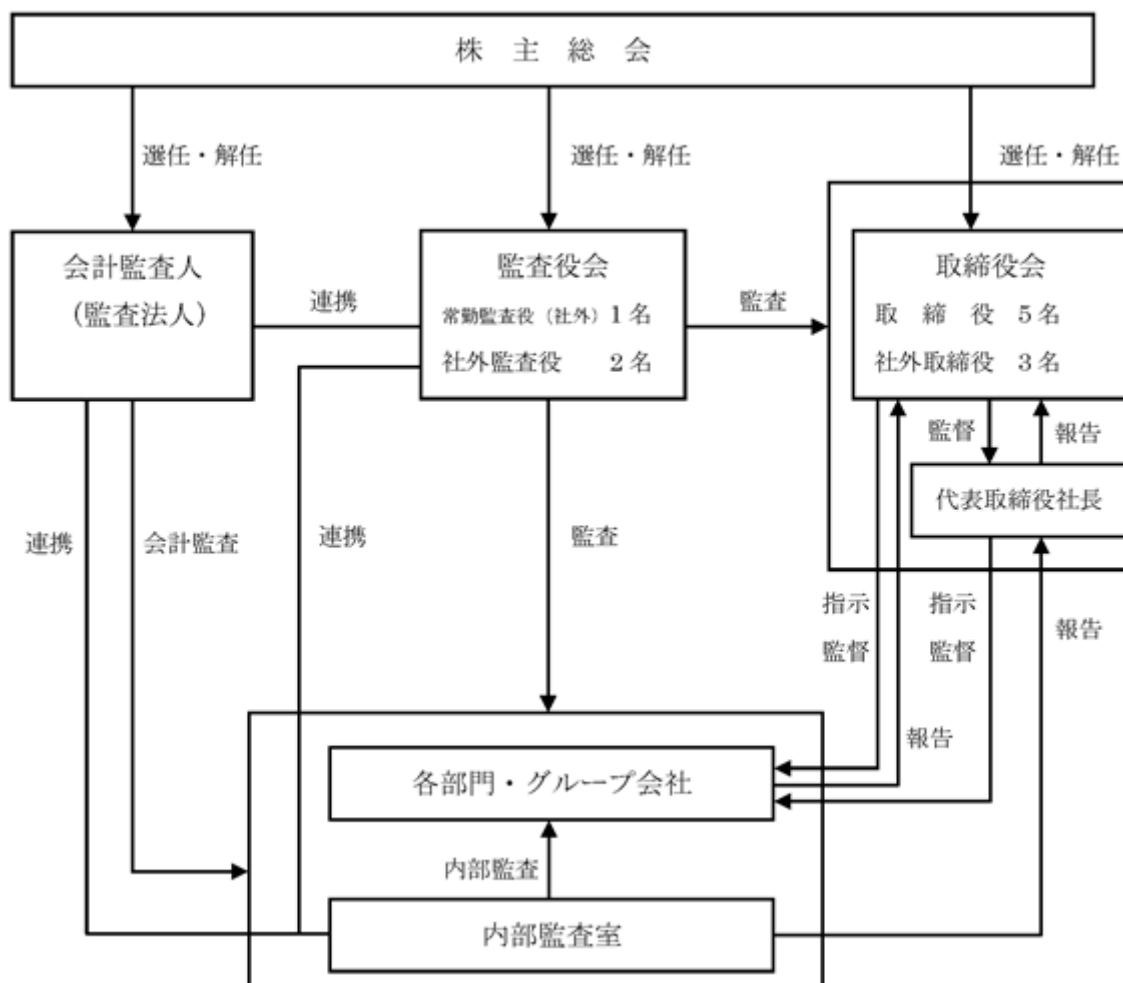 株 主 総 会
選任・解任
選任・解任
選任・解任
会計監査人
(監査法人)
連携
監査役会
常勤監査役(社外)1名
社外監査役 2名
監査
取締役会
取 締 役 5名
社外取締役 3名
監督
報告
代表取締役社長
連携
会計監査
連携
監査
指示
監督
指示
監督
報告
報告
各部門・グループ会社
内部監査
内部監査室